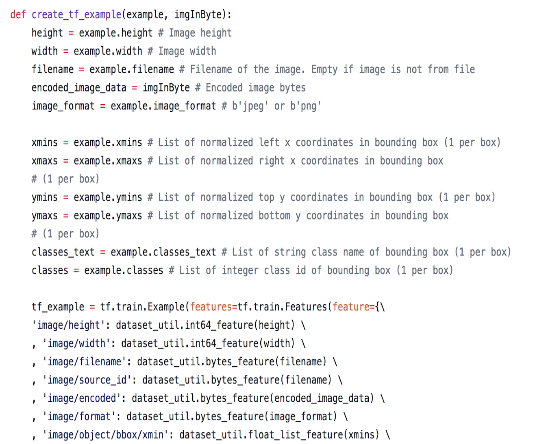 def create_tf_example(example, imgInByte):
height = example.height # Image height
width = example.width # Image width
filename = example.filename # Filename of the image. Empty if image is not from file
encoded_image_data = imgInByte # Encoded image bytes
image_format = example.image_format # b'jpeg' or b'png'
xmins = example.xmins # List of normalized left x coordinates in bounding box (1 per box)
xmaxs = example.xmaxs # List of normalized right x coordinates in bounding box
# (1 per box)
ymins = example.ymins # List of normalized top y coordinates in bounding box (1 per box)
ymaxs = example.ymaxs # List of normalized bottom y coordinates in bounding box
# (1 per box)
classes_text = example.classes_text # List of string class name of bounding box (1 per box)
classes = example.classes # List of integer class id of bounding box (1 per box)
tf_example = tf.train.Example(features=tf.train.Features(feature={\
'image/height': dataset_util.int64_feature(height) \
, 'image/width': dataset_util.int64_feature(width) \
, 'image/filename': dataset_util.bytes_feature(filename) \
, 'image/source_id': dataset_util.bytes_feature(filename) \
, 'image/encoded': dataset_util.bytes_feature(encoded_image_data) \
, 'image/format': dataset_util.bytes_feature(image_format) \
, 'image/object/bbox/xmin': dataset_util.float_list_feature(xmins) \